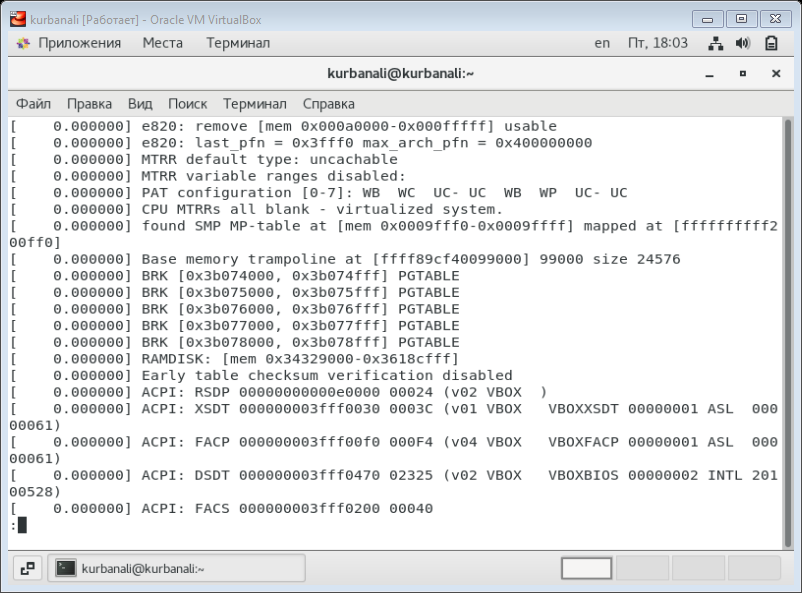 kurbanali [Работает] - Oracle VM VirtualBox
Приложения Места Терминал en Пт, 18:03
kurbanali@kurbanali:~
Файл Правка Вид Поиск Терминал Справка
[    0.000000] e820: remove [mem 0x000a0000-0x000fffff] usable
[    0.000000] e820: last_pfn = 0x3fff0 max_arch_pfn = 0x400000000
[    0.000000] MTRR default type: uncachable
[    0.000000] MTRR variable ranges disabled:
[    0.000000] PAT configuration [0-7]: WB  WC  UC- UC  WB  WP  UC- UC
[    0.000000] CPU MTRRs all blank - virtualized system.
[    0.000000] found SMP MP-table at [mem 0x0009fff0-0x0009ffff] mapped at [ffffffffff2
00ff0]
[    0.000000] Base memory trampoline at [ffff89cf40099000] 99000 size 24576
[    0.000000] BRK [0x3b074000, 0x3b074fff] PGTABLE
[    0.000000] BRK [0x3b075000, 0x3b075fff] PGTABLE
[    0.000000] BRK [0x3b076000, 0x3b076fff] PGTABLE
[    0.000000] BRK [0x3b077000, 0x3b077fff] PGTABLE
[    0.000000] BRK [0x3b078000, 0x3b078fff] PGTABLE
[    0.000000] RAMDISK: [mem 0x34329000-0x3618cfff]
[    0.000000] Early table checksum verification disabled
[    0.000000] ACPI: RSDP 00000000000e0000 00024 (v02 VBOX  )
[    0.000000] ACPI: XSDT 000000003fff0030 0003C (v01 VBOX   VBOXXSDT 00000001 ASL  000
00061)
[    0.000000] ACPI: FACP 000000003fff00f0 000F4 (v04 VBOX   VBOXFACP 00000001 ASL  000
00061)
[    0.000000] ACPI: DSDT 000000003fff0470 02325 (v02 VBOX   VBOXBIOS 00000002 INTL 201
00528)
[    0.000000] ACPI: FACS 000000003fff0200 00040
:
kurbanali@kurbanali:~